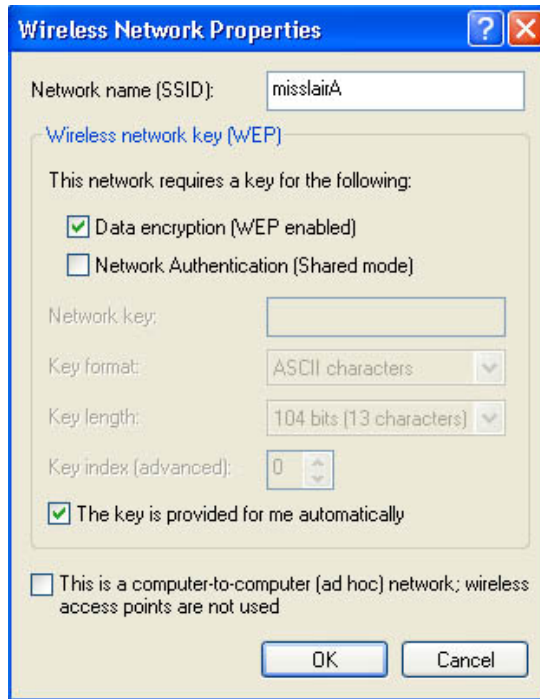 Wireless Network Properties
Network name (SSID): misslairA
Wireless network key (WEP)
This network requires a key for the following:
Data encryption (WEP enabled)
Network Authentication (Shared mode)
Network key:
Key format: ASCII characters
Key length: 104 bits (13 characters)
Key index (advanced): 0
The key is provided for me automatically
This is a computer-to-computer (ad hoc) network; wireless
access points are not used
OK Cancel